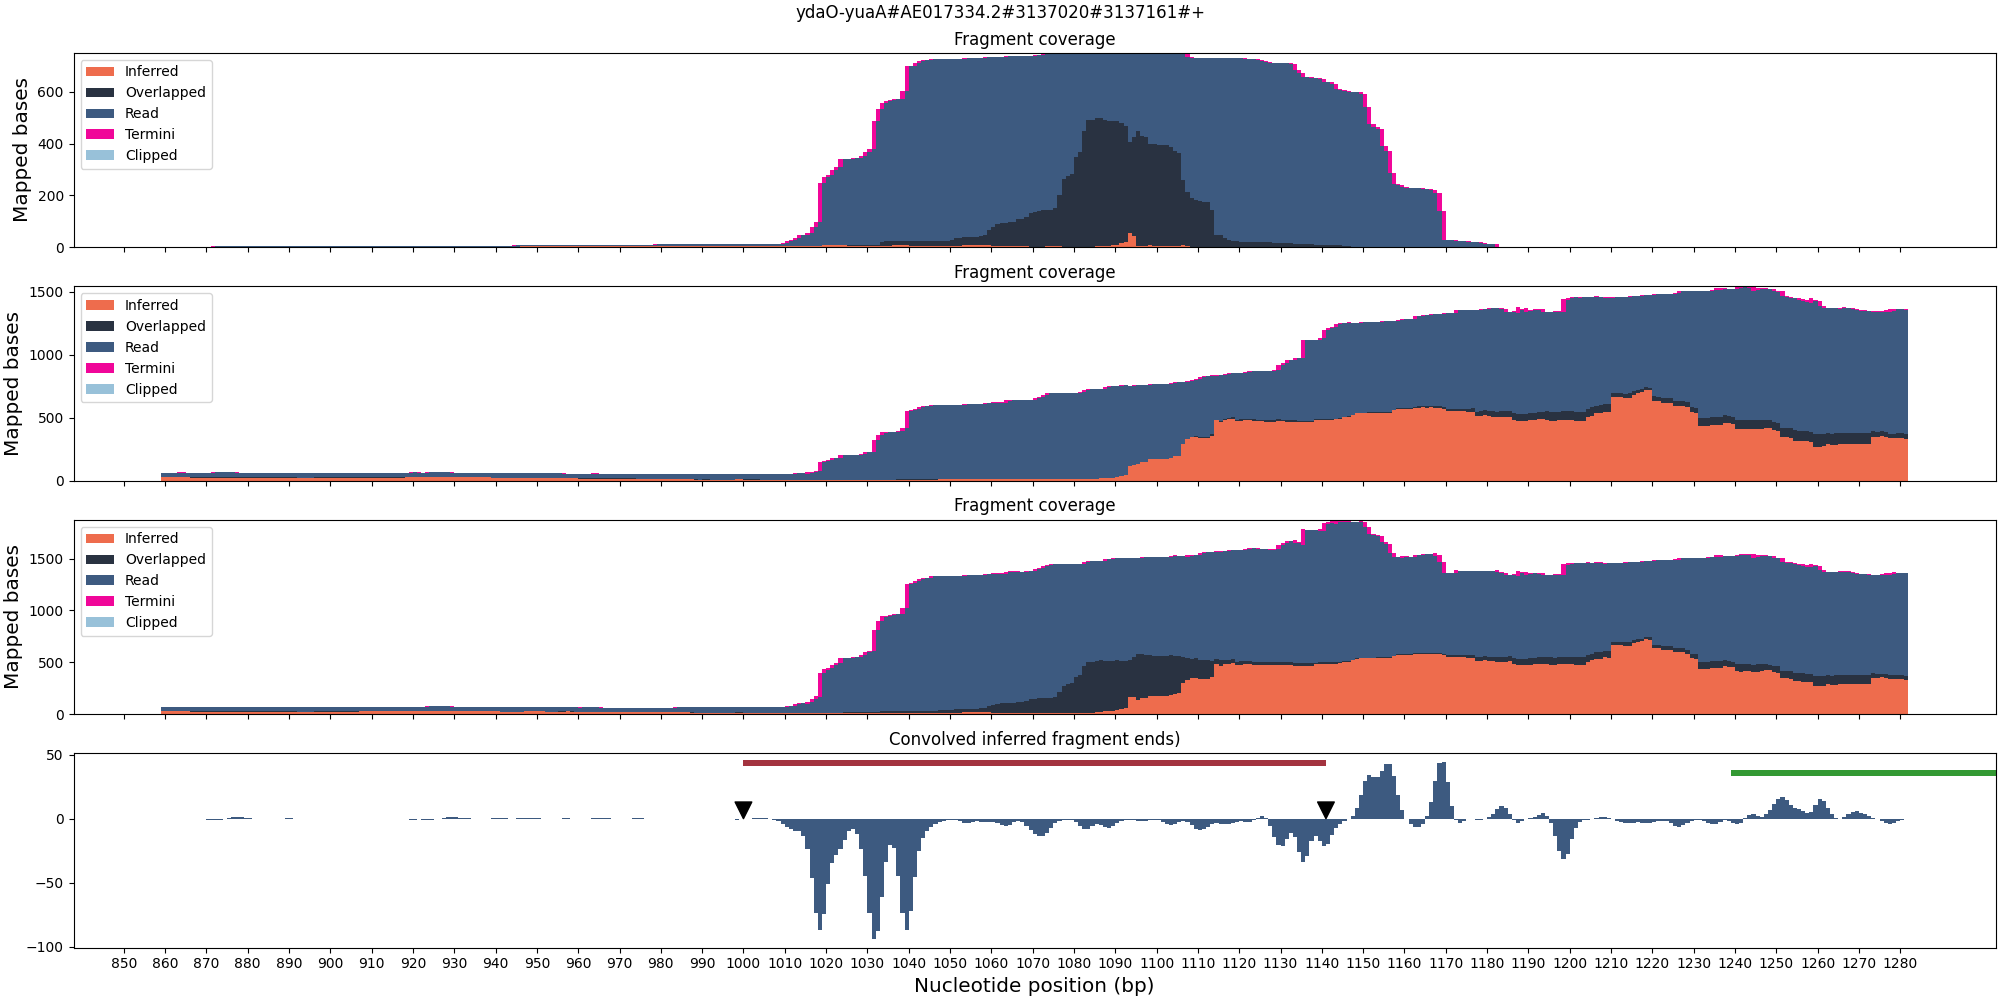 ydaO-yuaA#AE017334.2#3137020#3137161#+
Fragment coverage
Mapped bases
600
400
200
0
Inferred
Overlapped
Read
Termini
Clipped
Fragment coverage
Mapped bases
1500
1000
500
0
Inferred
Overlapped
Read
Termini
Clipped
Fragment coverage
Mapped bases
1500
1000
500
0
Inferred
Overlapped
Read
Termini
Clipped
Convolved inferred fragment ends)
50
0
−50
−100
850 860 870 880 890 900 910 920 930 940 950 960 970 980 990 1000 1010 1020 1030 1040 1050 1060 1070 1080 1090 1100 1110 1120 1130 1140 1150 1160 1170 1180 1190 1200 1210 1220 1230 1240 1250 1260 1270 1280
Nucleotide position (bp)